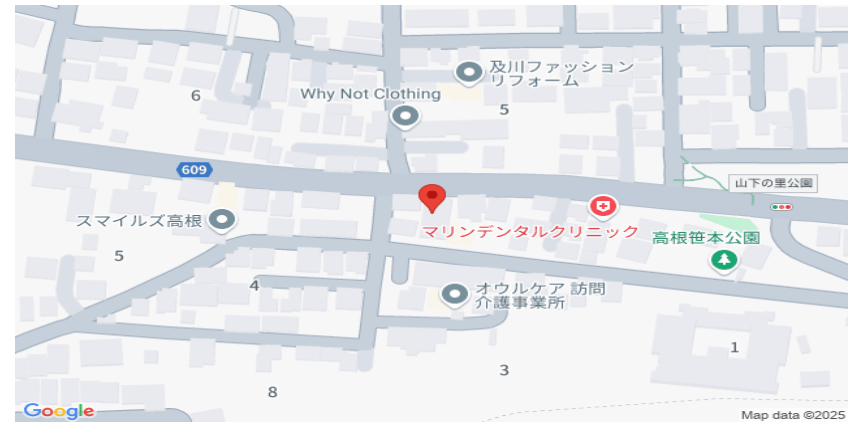 及川ファッション
リフォーム
6
Why Not Clothing
5
609
山下の里公園
スマイルズ高根
マリンデンタルクリニック
高根笹本公園
5
4
オウルケア 訪問
介護事業所
1
3
8
Google
Map data ©2025